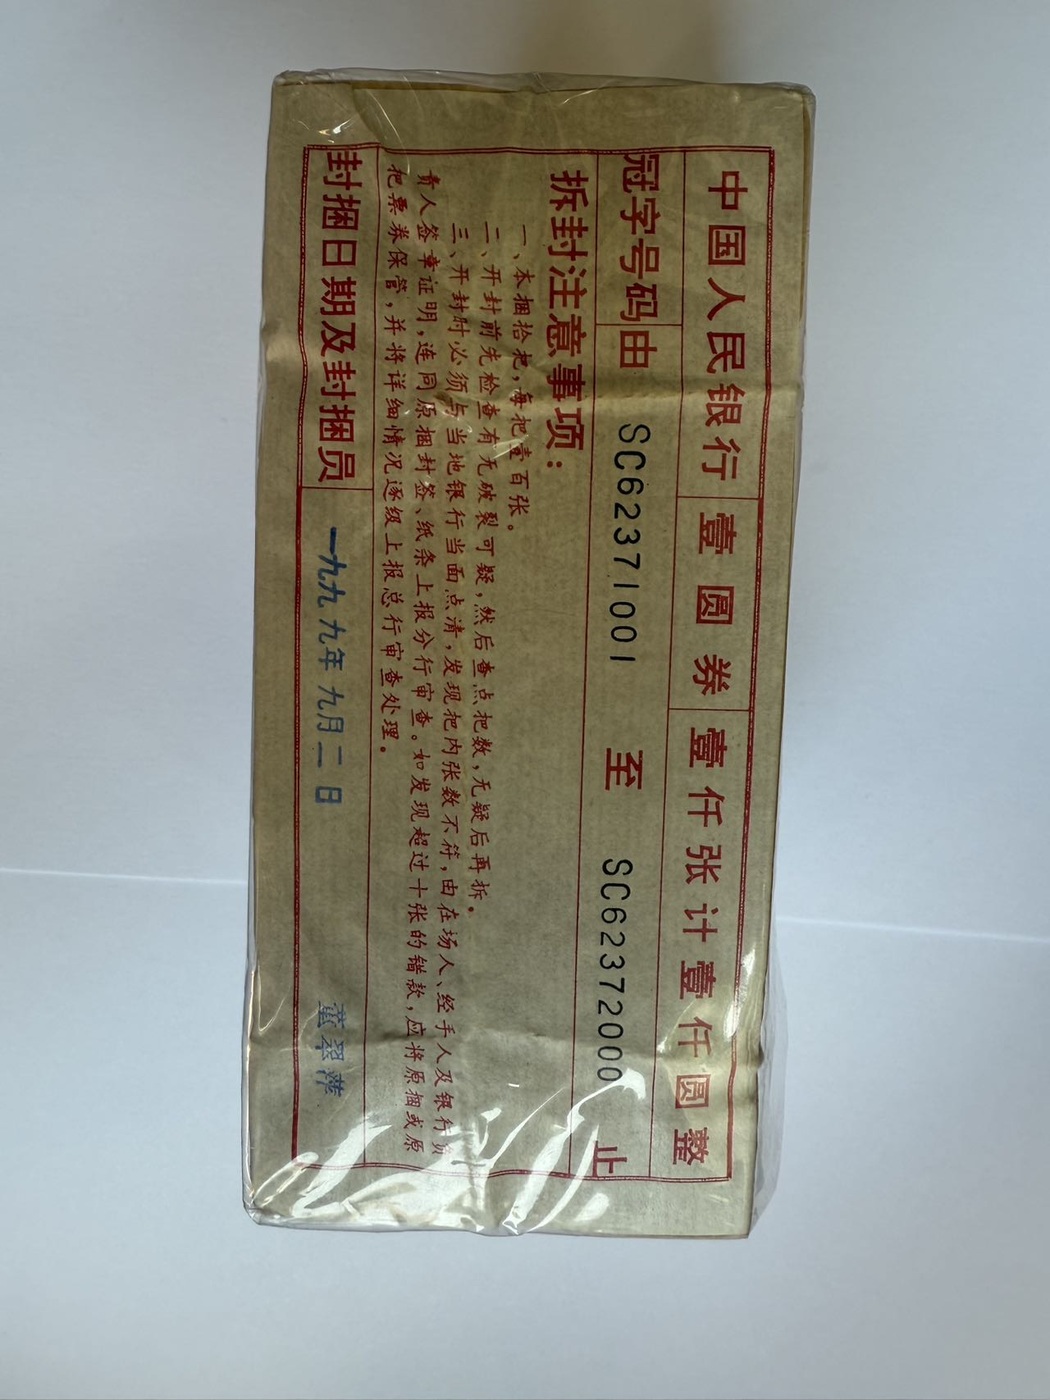 中国人民银行 壹圆券 壹仟张计壹仟圆整
冠字号码 由 SC62371001 至 SC62372000 止
拆封注意事项：
一、本捆拾把，每把壹百张。
二、开封前先检查有无破裂可疑，然后查点把数，无疑后再拆。
三、开封时必须与当地银行当面点清，发现把内张数不符，由在场人、经手人及银行负
责人签章证明，连同原捆封签、纸条上报分行审查。如发现超过十张的错款，应将原捆或原
把票券保管，并将详细情况逐级上报总行审查处理。
封捆日期及封捆员 一九九九年九月二日